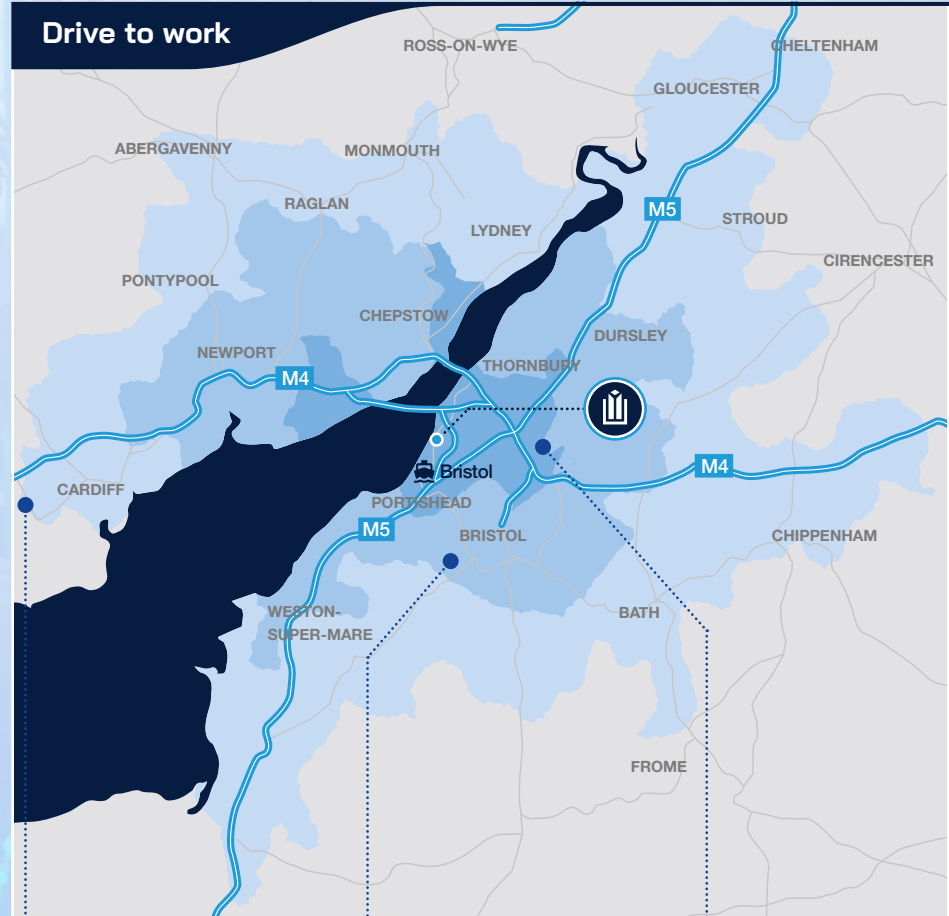 Drive to work
ROSS-ON-WYE
CHELTENHAM
GLOUCESTER
ABERGAVENNY
MONMOUTH
RAGLAN
M5
STROUD
LYDNEY
CIRENCESTER
PONTYPOOL
CHEPSTOW
DURSLEY
NEWPORT
THORNBURY
M4
M4
Bristol
CARDIFF
PORTISHEAD
M5
BRISTOL
CHIPPENHAM
WESTON-
SUPER-MARE
BATH
FROME